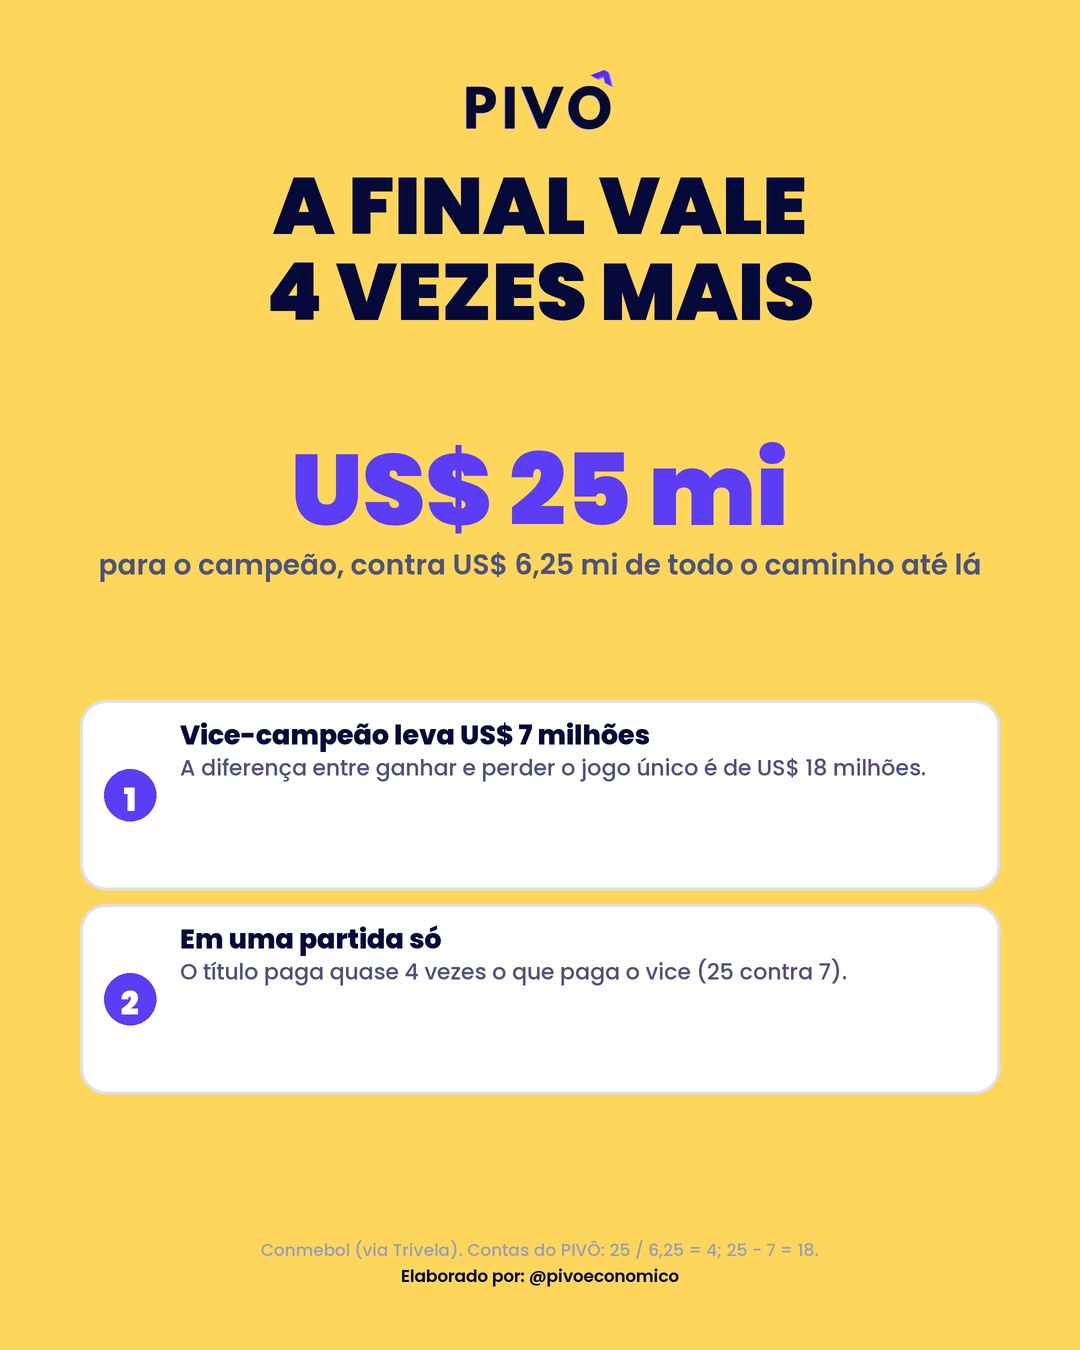 PIVÔ
A FINAL VALE
4 VEZES MAIS
US$ 25 mi
para o campeão, contra US$ 6,25 mi de todo o caminho até lá
Vice-campeão leva US$ 7 milhões
A diferença entre ganhar e perder o jogo único é de US$ 18 milhões.
1
Em uma partida só
O título paga quase 4 vezes o que paga o vice (25 contra 7).
2
Conmebol (via Trivela). Contas do PIVÔ: 25 / 6,25 = 4; 25 - 7 = 18.
Elaborado por: @pivoeconomico